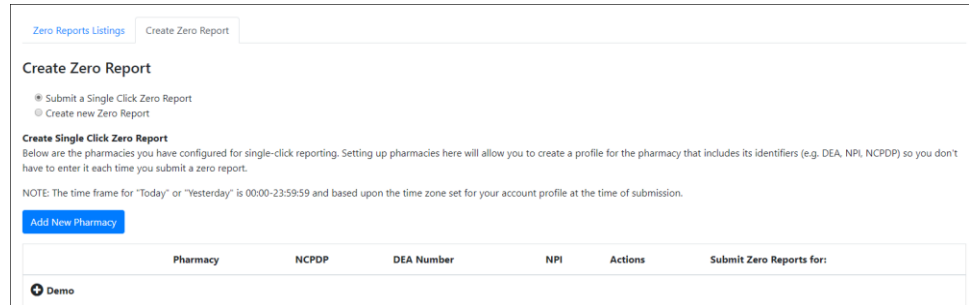 Zero Reports Listings Create Zero Report
Create Zero Report
Submit a Single Click Zero Report
Create new Zero Report
Create Single Click Zero Report
Below are the pharmacies you have configured for single-click reporting. Setting up pharmacies here will allow you to create a profile for the pharmacy that includes its identifiers (e.g. DEA, NPI, NCPDP) so you don't
have to enter it each time you submit a zero report.
NOTE: The time frame for "Today" or "Yesterday" is 00:00-23:59:59 and based upon the time zone set for your account profile at the time of submission.
Add New Pharmacy
Pharmacy NCPDP DEA Number NPI Actions Submit Zero Reports for:
Demo